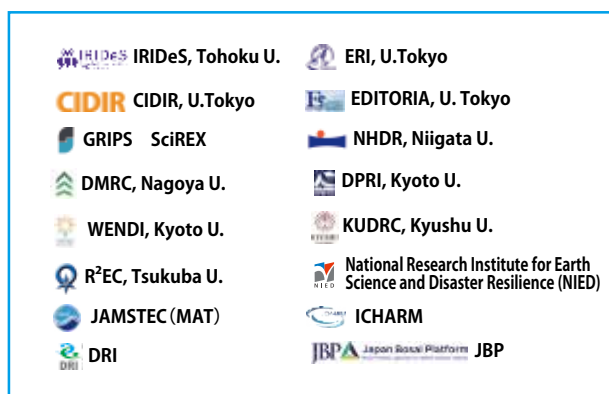 IRIDeS IRIDeS, Tohoku U.
ERI, U.Tokyo
CIDIR CIDIR, U.Tokyo
EDITORIA, U. Tokyo
GRIPS SciREX
NHDR, Niigata U.
DMRC, Nagoya U.
DPRI, Kyoto U.
WENDI, Kyoto U.
KUDRC, Kyushu U.
R²EC, Tsukuba U.
NIED National Research Institute for Earth
Science and Disaster Resilience (NIED)
JAMSTEC（MAT）
ICHARM
DRI DRI
JBP Japan Bosai Platform JBP